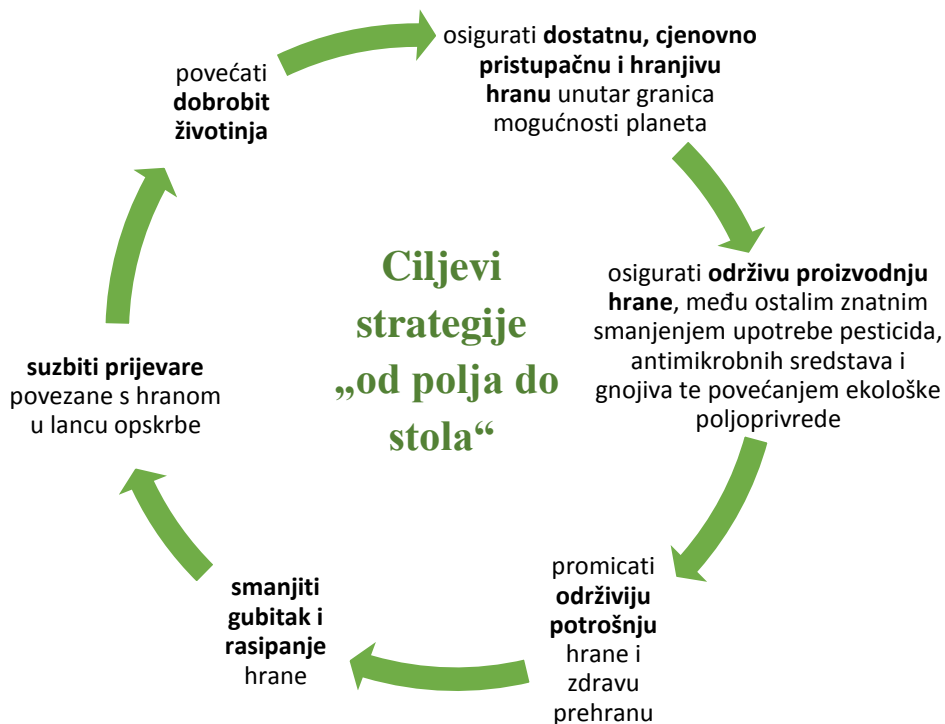 osigurati dostatnu, cjenovno
pristupačnu i hranjivu
hranu unutar granica
mogućnosti planeta
osigurati održivu proizvodnju
hrane, među ostalim znatnim
smanjenjem upotrebe pesticida,
antimikrobnih sredstava i
gnojiva te povećanjem ekološke
poljoprivrede
promicati
održiviju
potrošnju
hrane i
zdravu
prehranu
smanjiti
gubitak i
rasipanje
hrane
suzbiti prijevare
povezane s hranom
u lancu opskrbe
povećati
dobrobit
životinja
Ciljevi
strategije
„od polja do
stola“